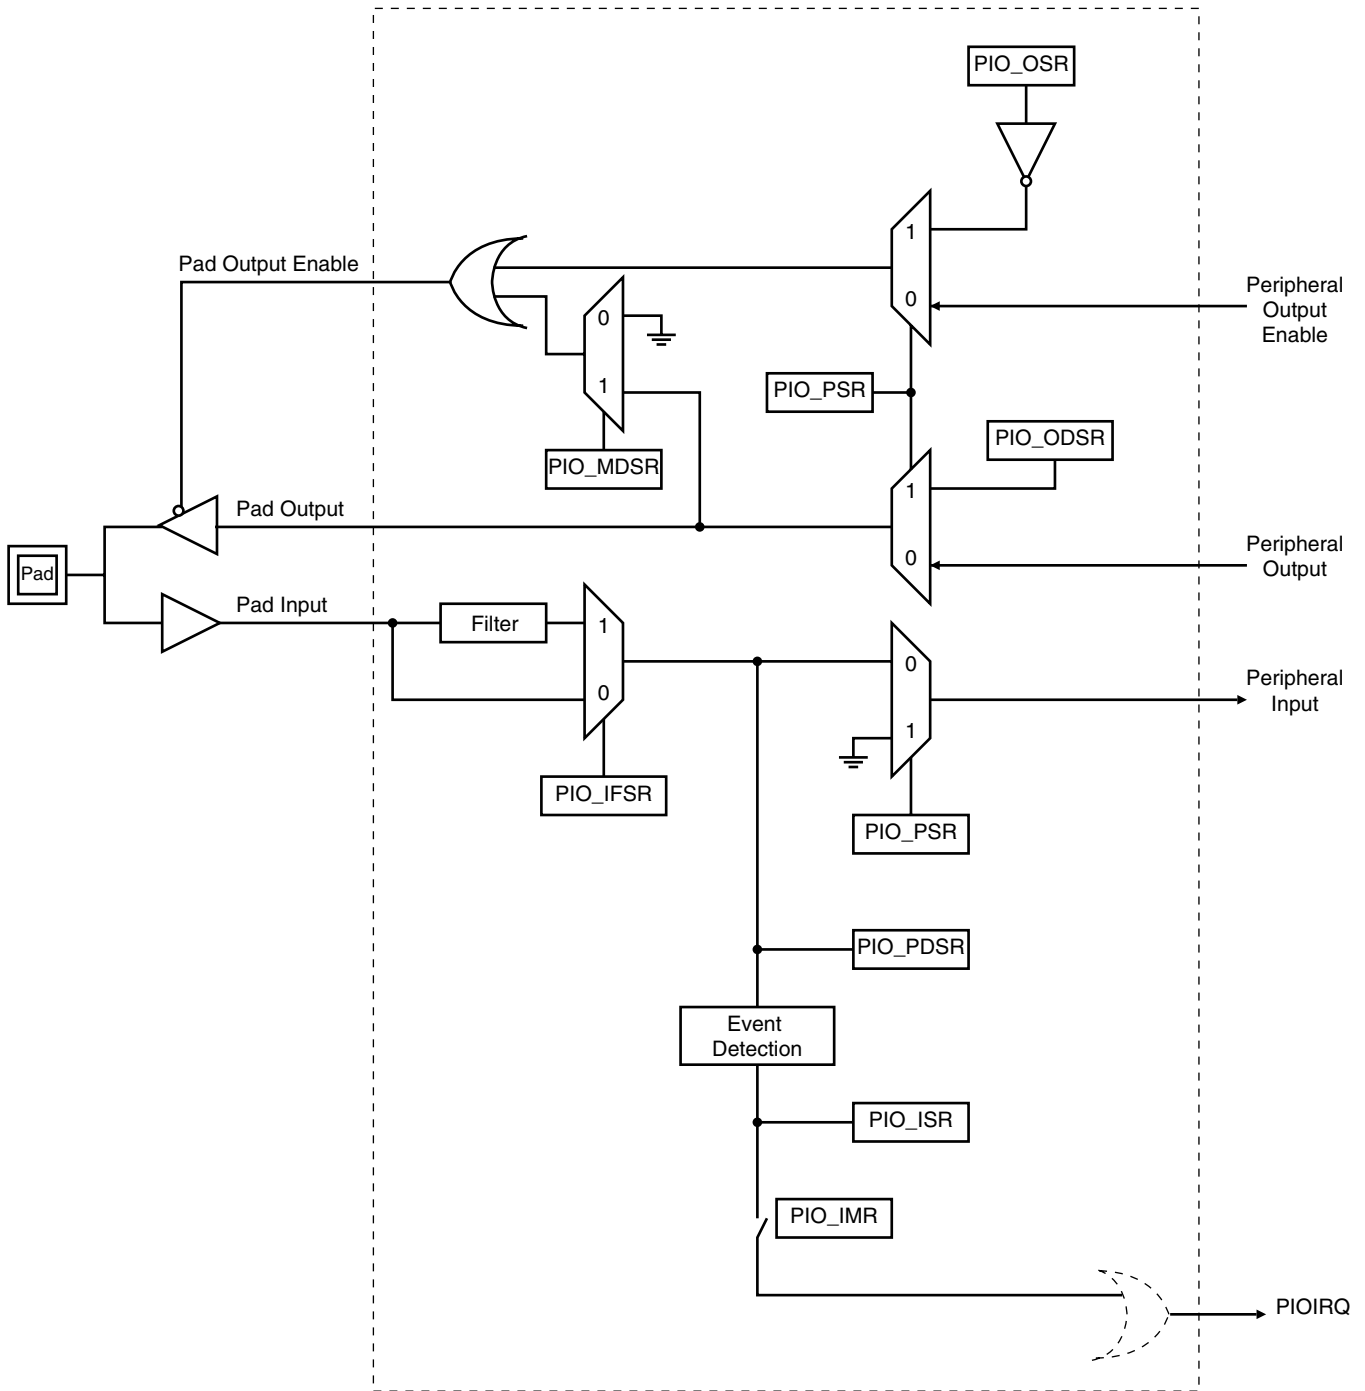 PIO_OSR
1
Pad Output Enable
0
Peripheral
Output
Enable
0
1
PIO_PSR
PIO_MDSR
PIO_ODSR
1
Pad Output
0
Peripheral
Output
Pad
Pad Input
Filter
1
0
0
1
Peripheral
Input
PIO_IFSR
PIO_PSR
PIO_PDSR
Event
Detection
PIO_ISR
PIO_IMR
PIOIRQ